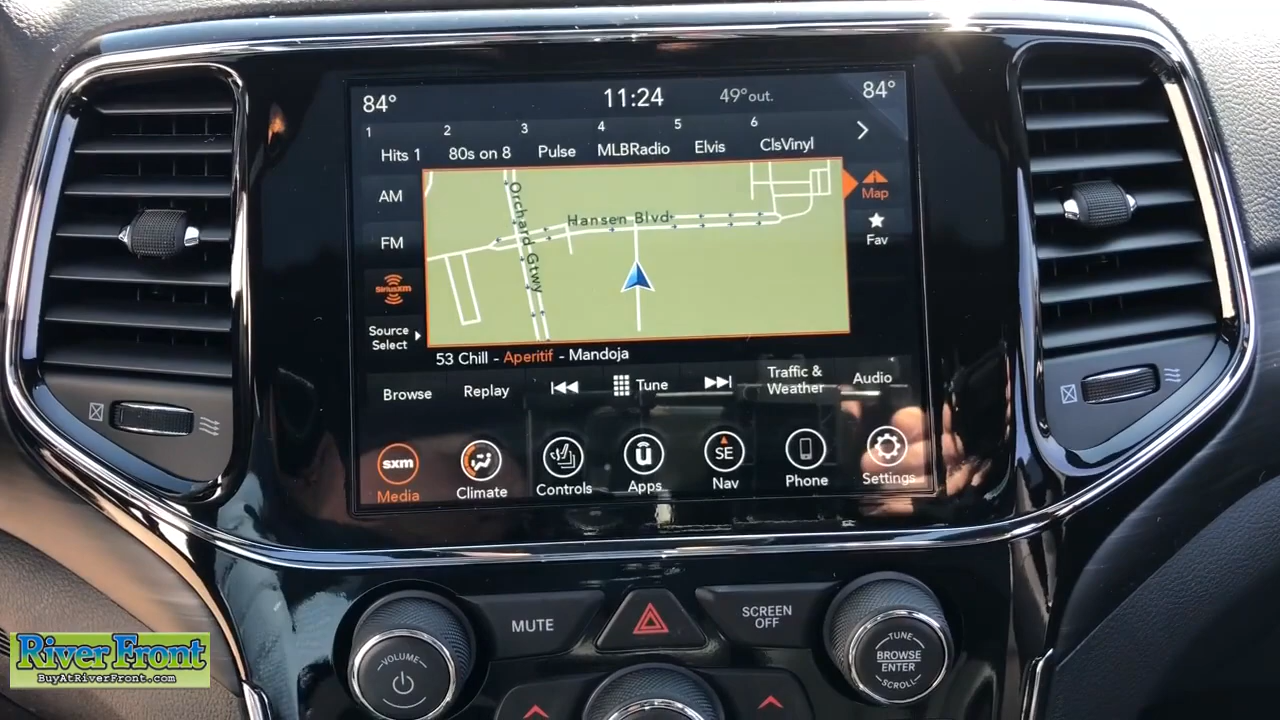 84° 11:24 49°out. 84°
1 2 3 4 5 6
Hits 1 80s on 8 Pulse MLBRadio Elvis ClsVinyl
AM
FM
SiriusXm
Source
Select
Orchard Gtwy
Hansen Blvd
Map
Fav
53 Chill - Aperitif - Mandoja
Browse Replay Tune Traffic &
Weather Audio
sxm SE
Media Climate Controls Apps Nav Phone Settings
VOLUME
MUTE
SCREEN
OFF
TUNE
BROWSE
ENTER
SCROLL
River Front
BuyAtRiverFront.com